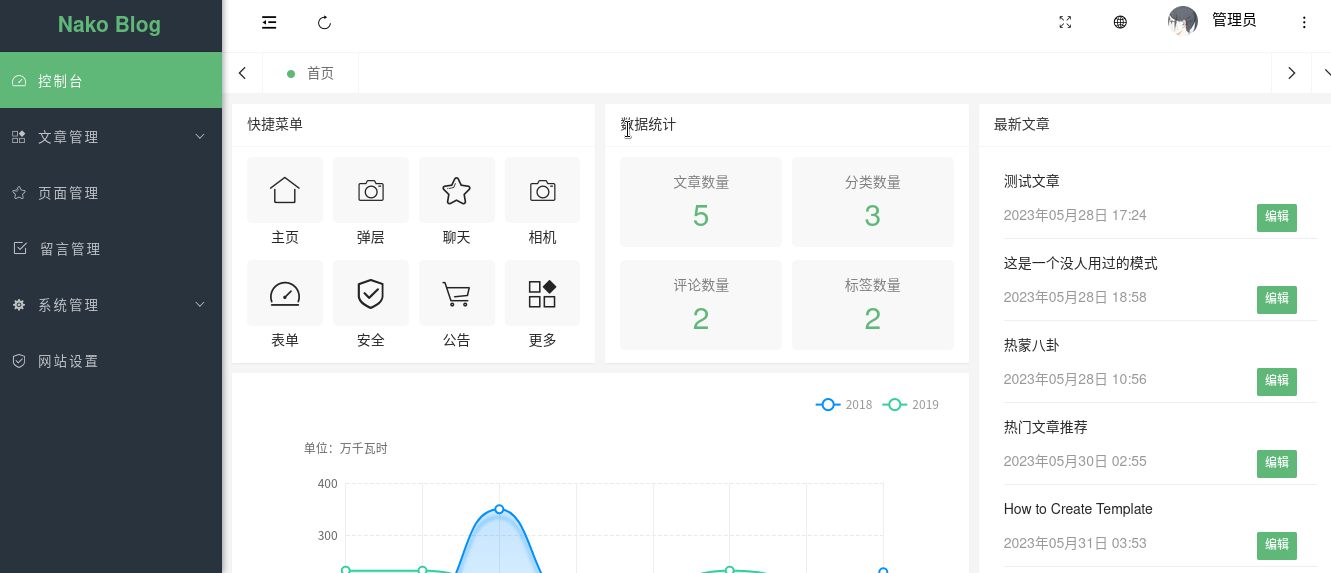 Nako Blog
管理员
控制台
文章管理
页面管理
留言管理
系统管理
网站设置
首页
快捷菜单
主页
弹层
聊天
相机
表单
安全
公告
更多
数据统计
文章数量
5
分类数量
3
评论数量
2
标签数量
2
2018
2019
单位：万千瓦时
400
300
最新文章
测试文章
2023年05月28日 17:24
编辑
这是一个没人用过的模式
2023年05月28日 18:58
编辑
热蒙八卦
2023年05月28日 10:56
编辑
热门文章推荐
2023年05月30日 02:55
编辑
How to Create Template
2023年05月31日 03:53
编辑